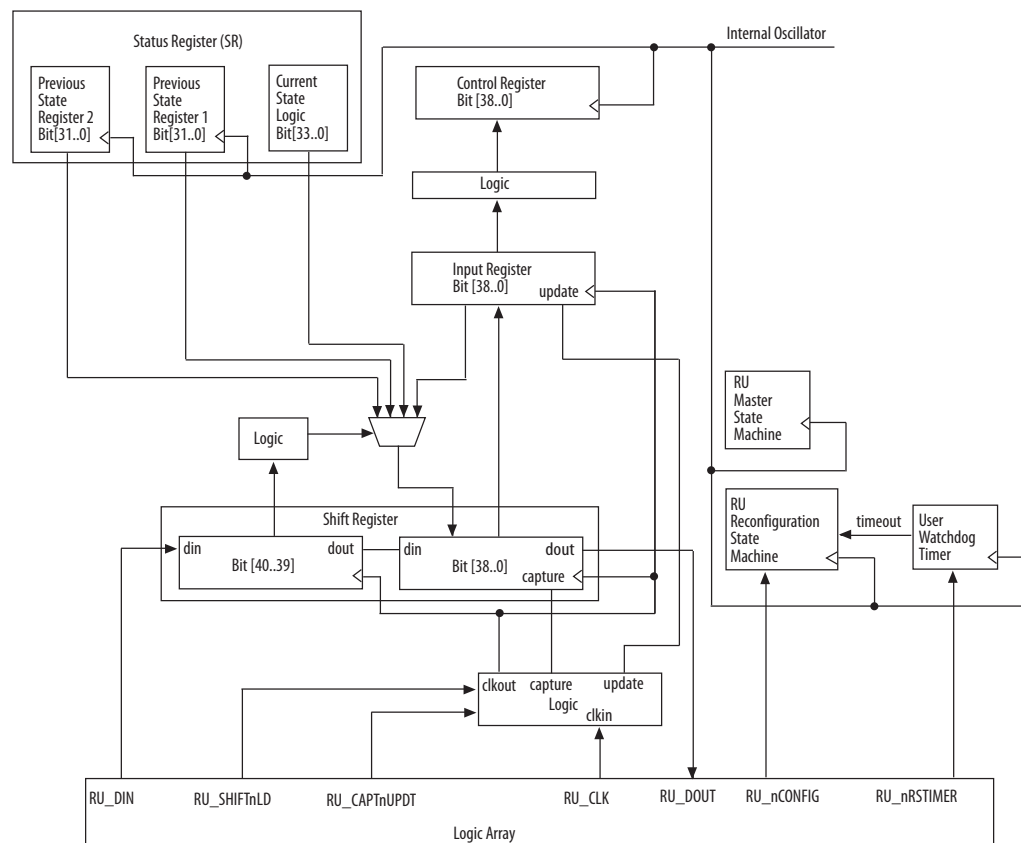 Internal Oscillator
Status Register (SR)
Previous
State
Register 2
Bit[31..0]
Previous
State
Register 1
Bit[31..0]
Current
State
Logic
Bit[33..0]
Control Register
Bit [38..0]
Logic
Input Register
Bit [38..0]
update
RU
Master
State
Machine
Logic
Shift Register
din
dout
Bit [40..39]
din
dout
Bit [38..0]
capture
RU
Reconfiguration
State
Machine
timeout
User
Watchdog
Timer
clkout
capture
update
Logic
clkin
RU_DIN
RU_SHIFTnLD
RU_CAPTnUPDT
RU_CLK
RU_DOUT
RU_nCONFIG
RU_nRSTIMER
Logic Array